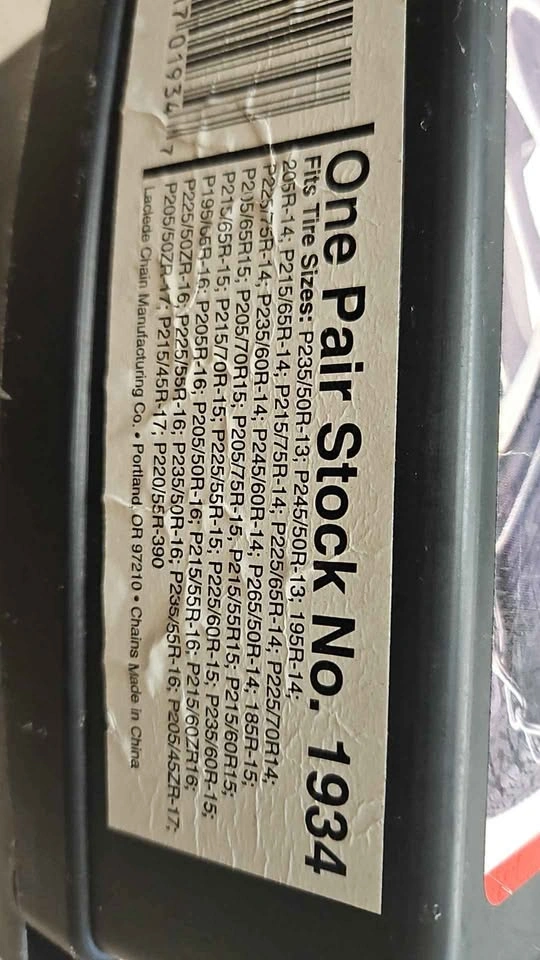 17 01934 7
One Pair Stock No. 1934
Fits Tire Sizes: P235/50R-13; P245/50R-13; 195R-14;
205R-14; P215/65R-14; P215/75R-14; P225/65R-14; P225/70R14;
P225/75R-14; P235/60R-14; P245/60R-14; P265/50R-14; 185R-15;
P205/65R15; P205/70R15; P205/75R-15, P215/55R15; P215/60R15;
P215/65R-15; P215/70R-15; P225/55R-15; P225/60R-15; P235/60R-15;
P195/65R-16; P205R-16; P205/50R-16; P215/55R-16; P215/60ZR16;
P225/50ZR-16; P225/55R-16; P235/50R-16; P235/55R-16; P205/45ZR-17;
P205/50ZR-17; P215/45R-17; P220/55R-390
Laclede Chain Manufacturing Co. • Portland, OR 97210 • Chains Made in China